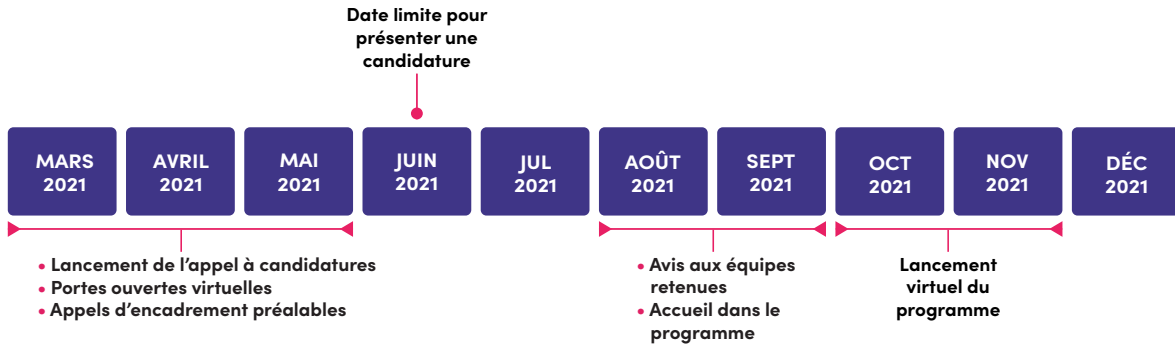 Date limite pour
présenter une
candidature
MARS
2021
AVRIL
2021
MAI
2021
JUIN
2021
JUL
2021
AOÛT
2021
SEPT
2021
OCT
2021
NOV
2021
DÉC
2021
• Lancement de l’appel à candidatures
• Portes ouvertes virtuelles
• Appels d’encadrement préalables
• Avis aux équipes
retenues
• Accueil dans le
programme
Lancement
virtuel du
programme